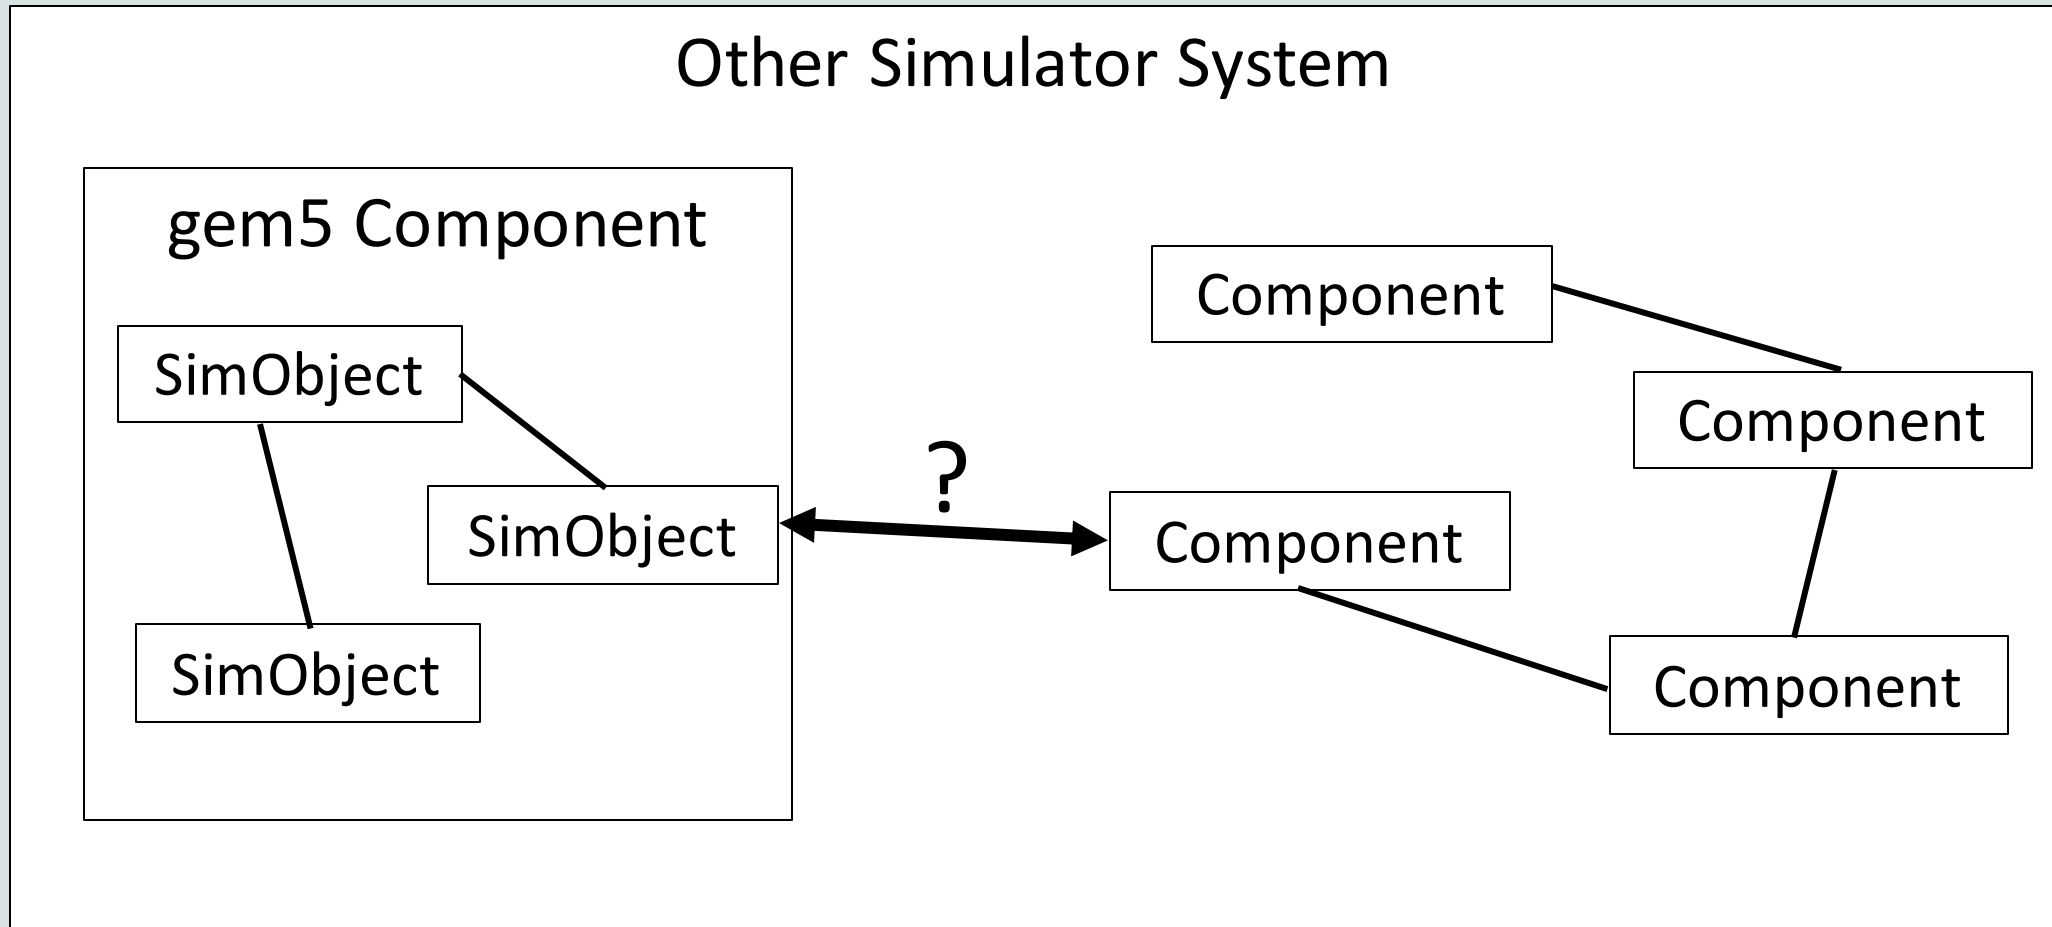 Other Simulator System
gem5 Component
SimObject
SimObject
SimObject
?
Component
Component
Component
Component